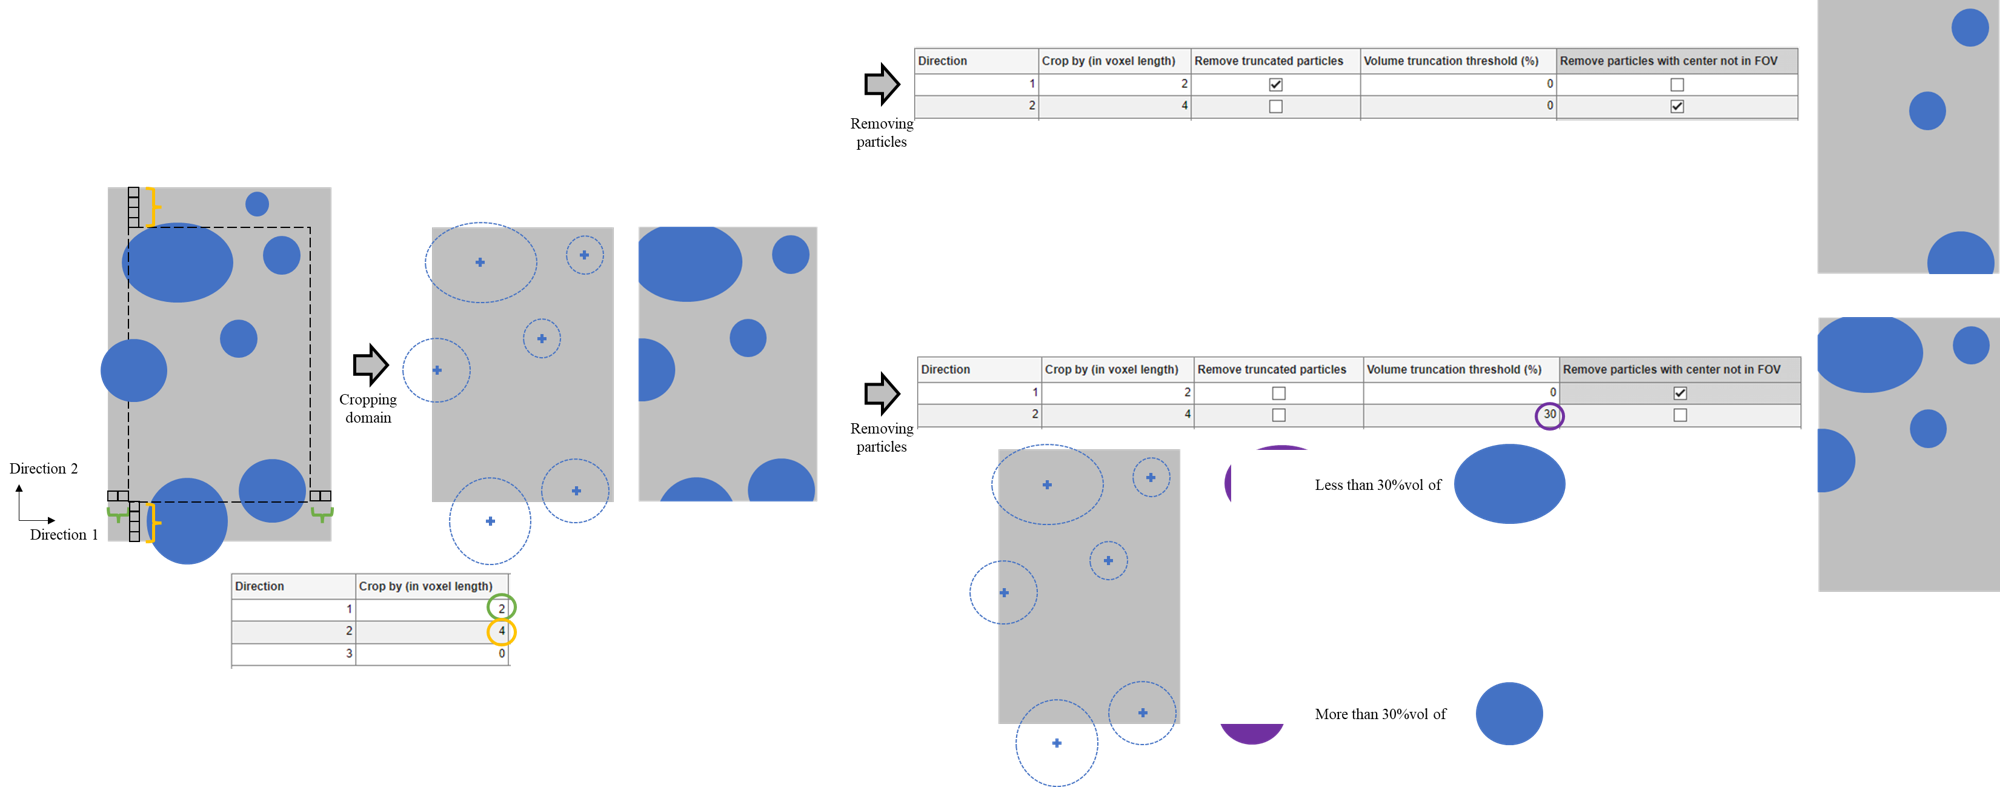 Direction Crop by (in voxel length) Remove truncated particles Volume truncation threshold (%) Remove particles with center not in FOV
1 2 0
2 4 0
Removing
particles
Direction 2
Direction 1
Cropping
domain
Direction Crop by (in voxel length)
1 2
2 4
3 0
Direction Crop by (in voxel length) Remove truncated particles Volume truncation threshold (%) Remove particles with center not in FOV
1 2 0
2 4 30
Removing
particles
Less than 30%vol of
More than 30%vol of